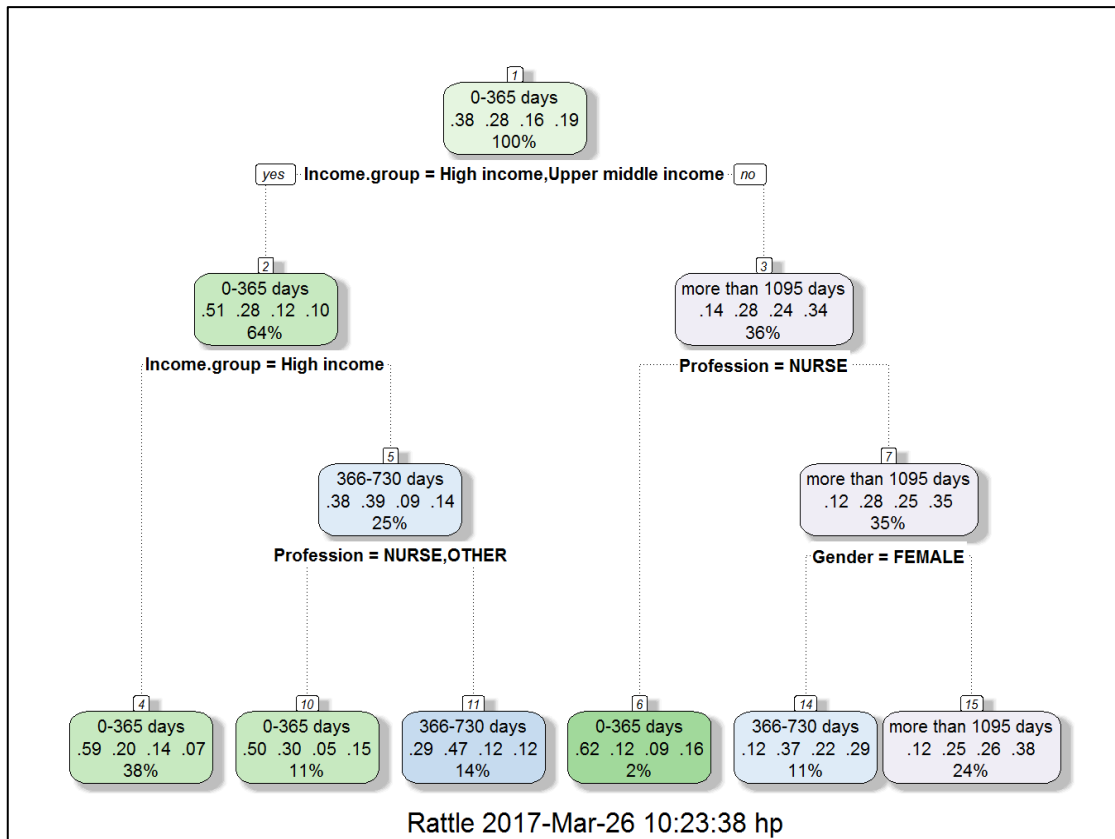 1
0-365 days
.38 .28 .16 .19
100%
yes Income.group = High income,Upper middle income no
2
0-365 days
.51 .28 .12 .10
64%
3
more than 1095 days
.14 .28 .24 .34
36%
Income.group = High income
Profession = NURSE
5
366-730 days
.38 .39 .09 .14
25%
7
more than 1095 days
.12 .28 .25 .35
35%
Profession = NURSE,OTHER
Gender = FEMALE
4
0-365 days
.59 .20 .14 .07
38%
10
0-365 days
.50 .30 .05 .15
11%
11
366-730 days
.29 .47 .12 .12
14%
6
0-365 days
.62 .12 .09 .16
2%
14
366-730 days
.12 .37 .22 .29
11%
15
more than 1095 days
.12 .25 .26 .38
24%
Rattle 2017-Mar-26 10:23:38 hp